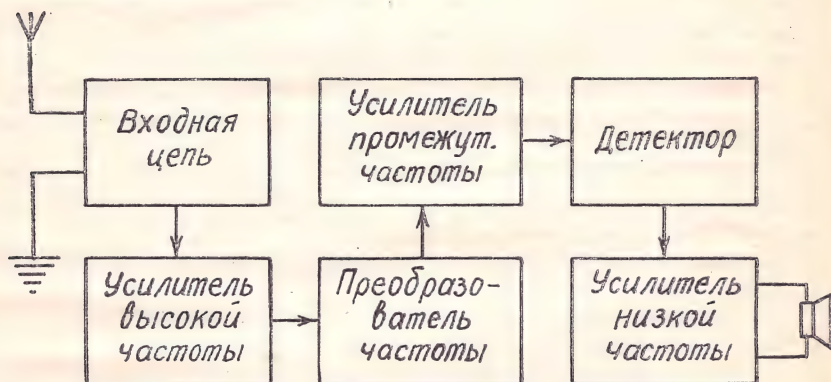 Входная
цепь
Усилитель
высокой
частоты
Преобразо-
ватель
частоты
Усилитель
промежут.
частоты
Детектор
Усилитель
низкой
частоты